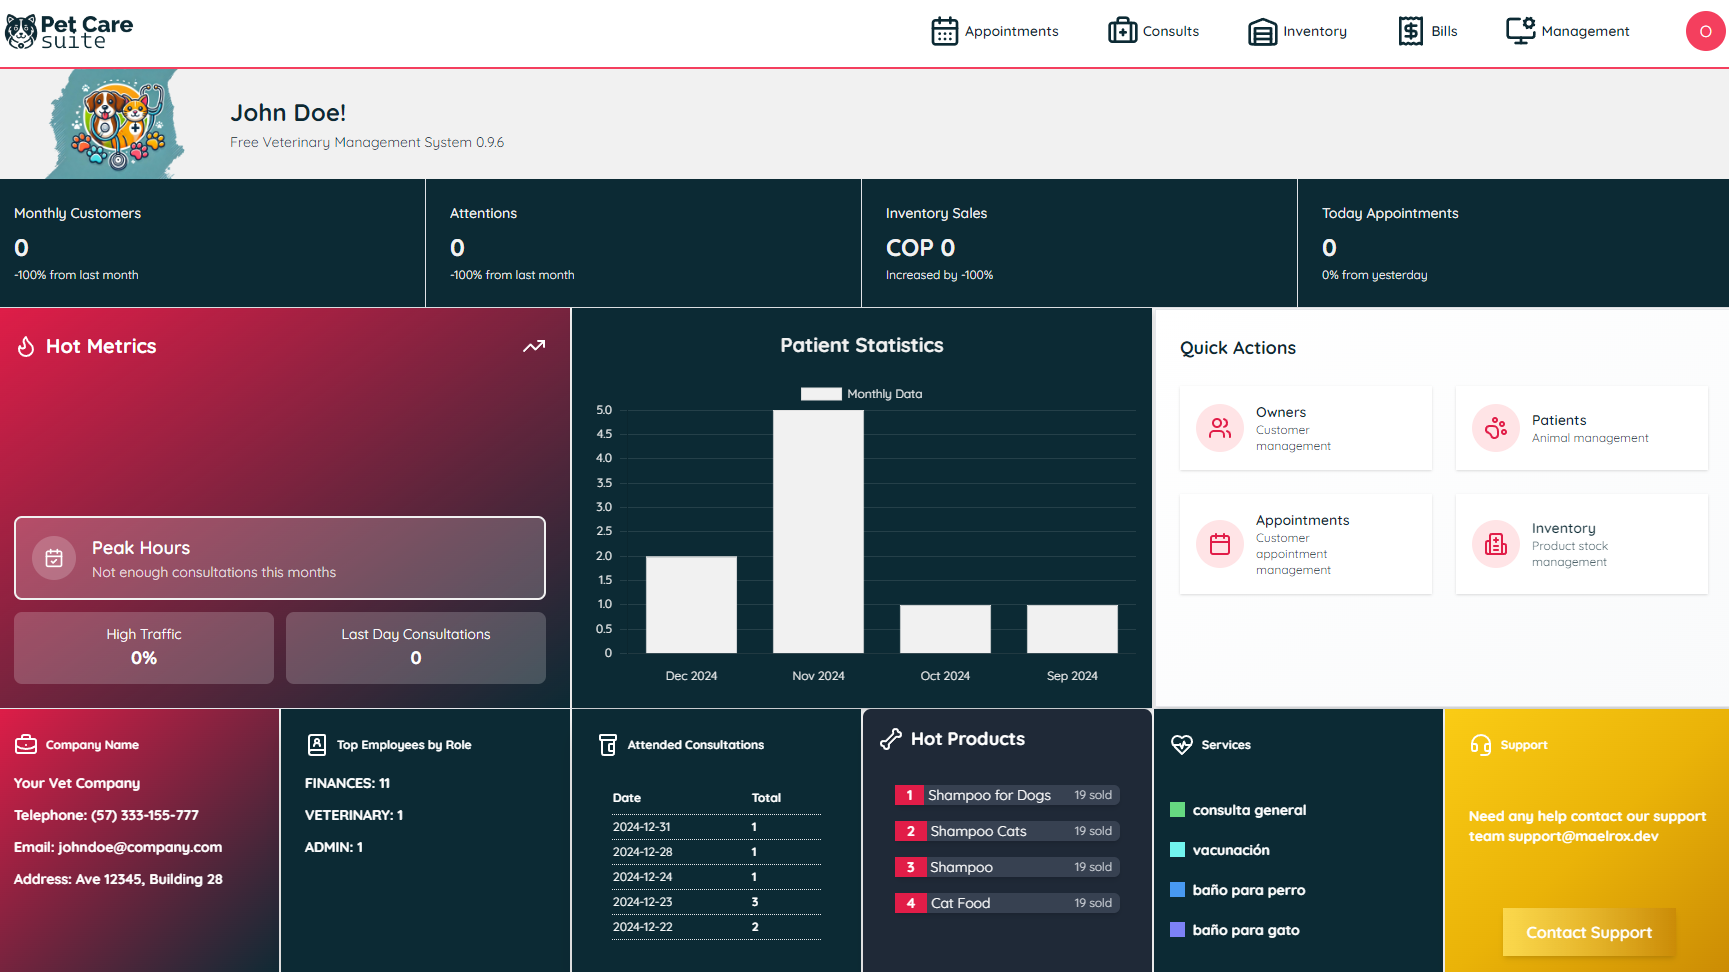 Pet Care
suite
Appointments
Consults
Inventory
Bills
Management
O
John Doe!
Free Veterinary Management System 0.9.6
Monthly Customers
0
-100% from last month
Attentions
0
-100% from last month
Inventory Sales
COP 0
Increased by -100%
Today Appointments
0
0% from yesterday
Hot Metrics
Peak Hours
Not enough consultations this months
High Traffic
0%
Last Day Consultations
0
Patient Statistics
Monthly Data
5.0
4.5
4.0
3.5
3.0
2.5
2.0
1.5
1.0
0.5
0
Dec 2024
Nov 2024
Oct 2024
Sep 2024
Quick Actions
Owners
Customer
management
Patients
Animal management
Appointments
Customer
appointment
management
Inventory
Product stock
management
Company Name
Your Vet Company
Telephone: (57) 333-155-777
Email: johndoe@company.com
Address: Ave 12345, Building 28
Top Employees by Role
FINANCES: 11
VETERINARY: 1
ADMIN: 1
Attended Consultations
Date Total
2024-12-31 1
2024-12-28 1
2024-12-24 1
2024-12-23 3
2024-12-22 2
Hot Products
1 Shampoo for Dogs 19 sold
2 Shampoo Cats 19 sold
3 Shampoo 19 sold
4 Cat Food 19 sold
Services
consulta general
vacunación
baño para perro
baño para gato
Support
Need any help contact our support
team support@maelrox.dev
Contact Support